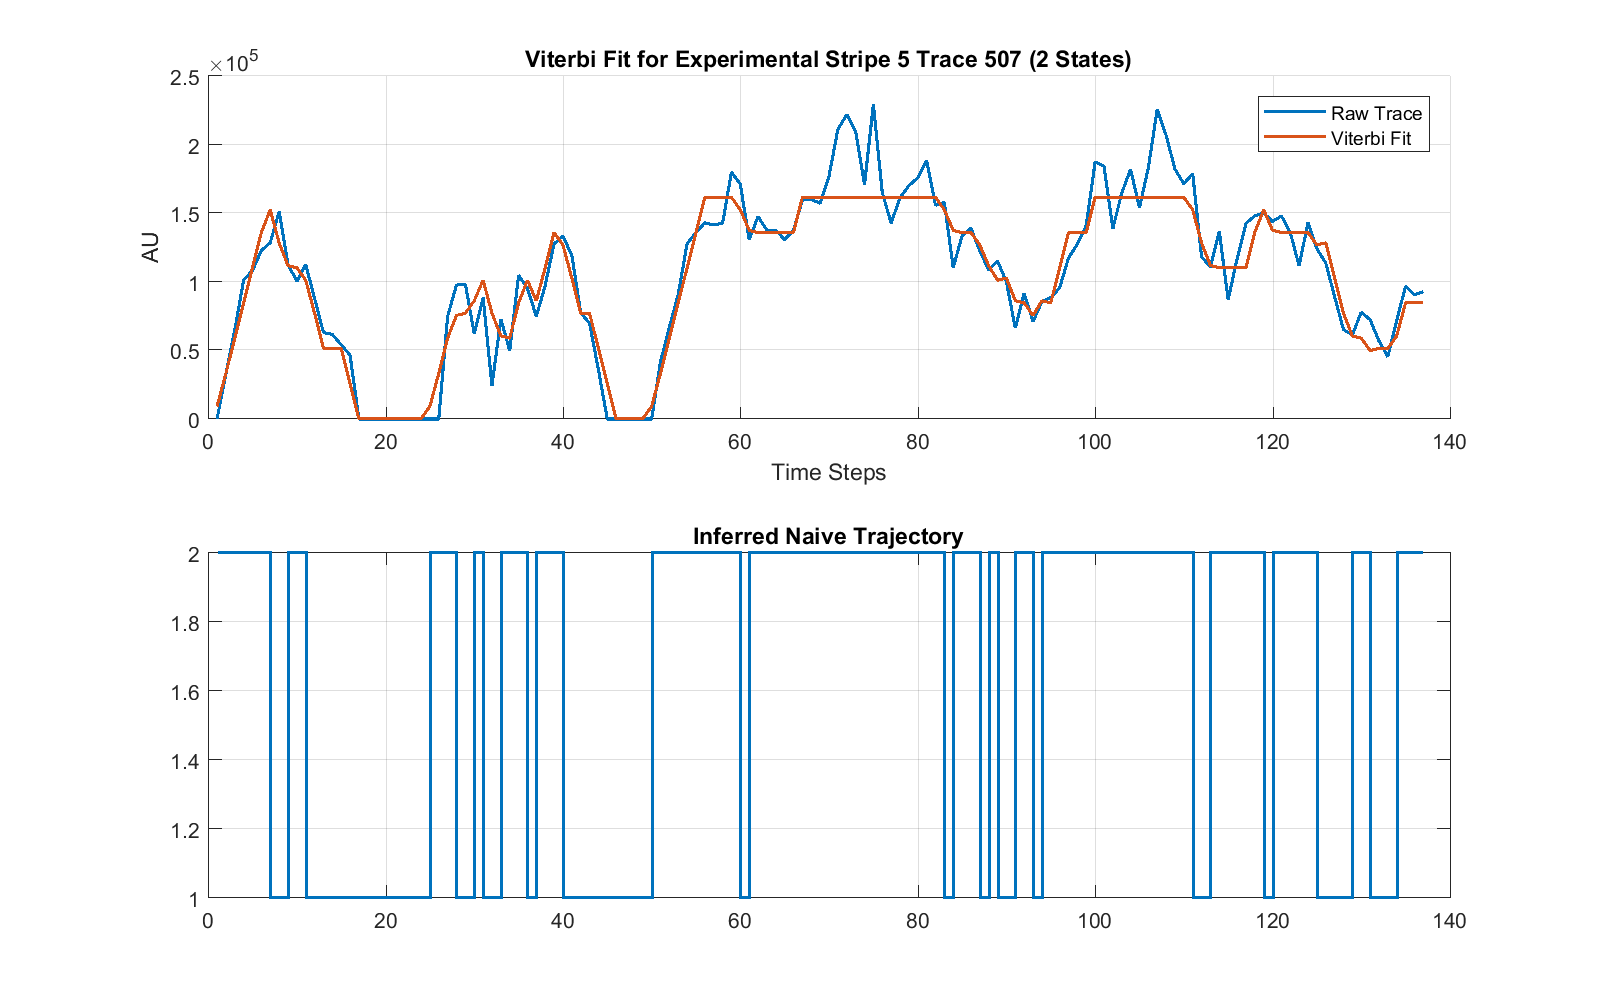 Viterbi Fit for Experimental Stripe 5 Trace 507 (2 States)
×10^5
2.5
2
1.5
1
0.5
0
AU
Raw Trace
Viterbi Fit
0 20 40 60 80 100 120 140
Time Steps
Inferred Naive Trajectory
2
1.8
1.6
1.4
1.2
1
0 20 40 60 80 100 120 140